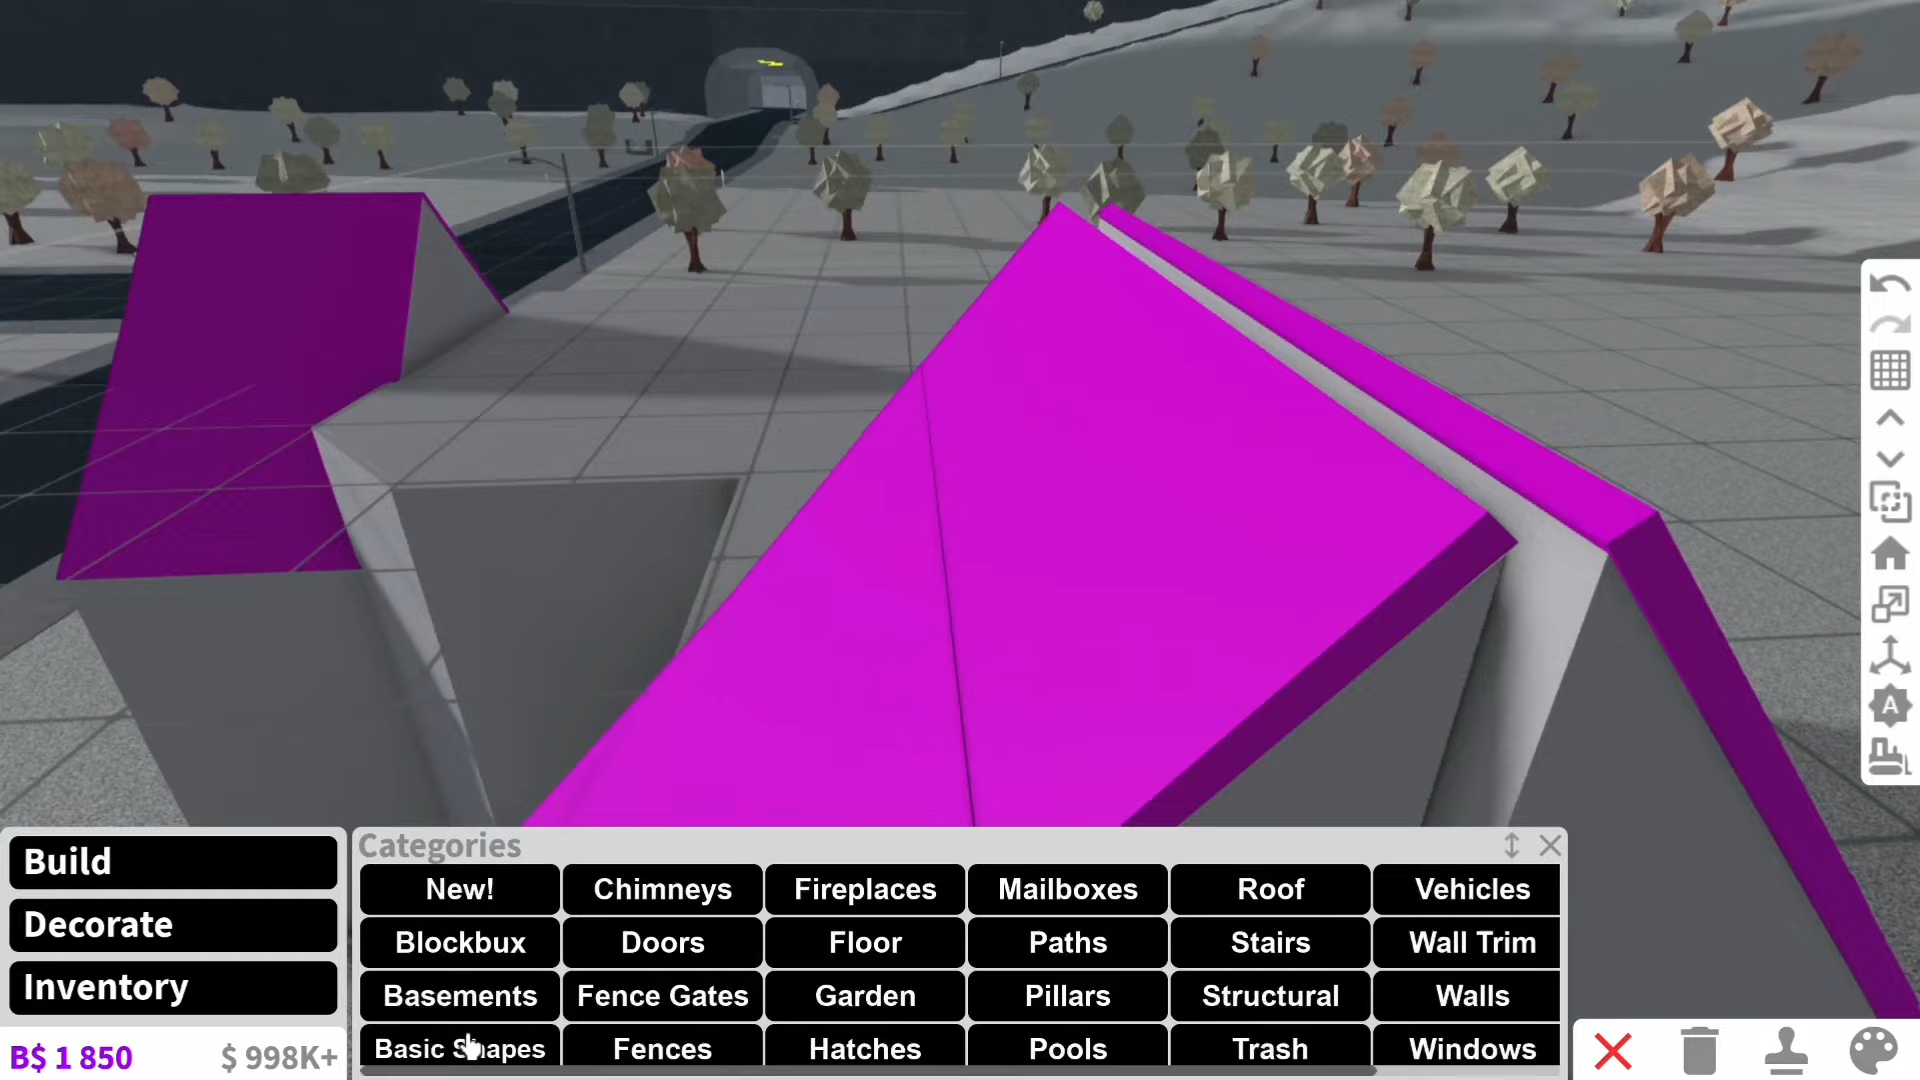 A
Build
Decorate
Inventory
B$ 1 850
$ 998K+
Categories
New!
Chimneys
Fireplaces
Mailboxes
Roof
Vehicles
Blockbux
Doors
Floor
Paths
Stairs
Wall Trim
Basements
Fence Gates
Garden
Pillars
Structural
Walls
Basic Shapes
Fences
Hatches
Pools
Trash
Windows